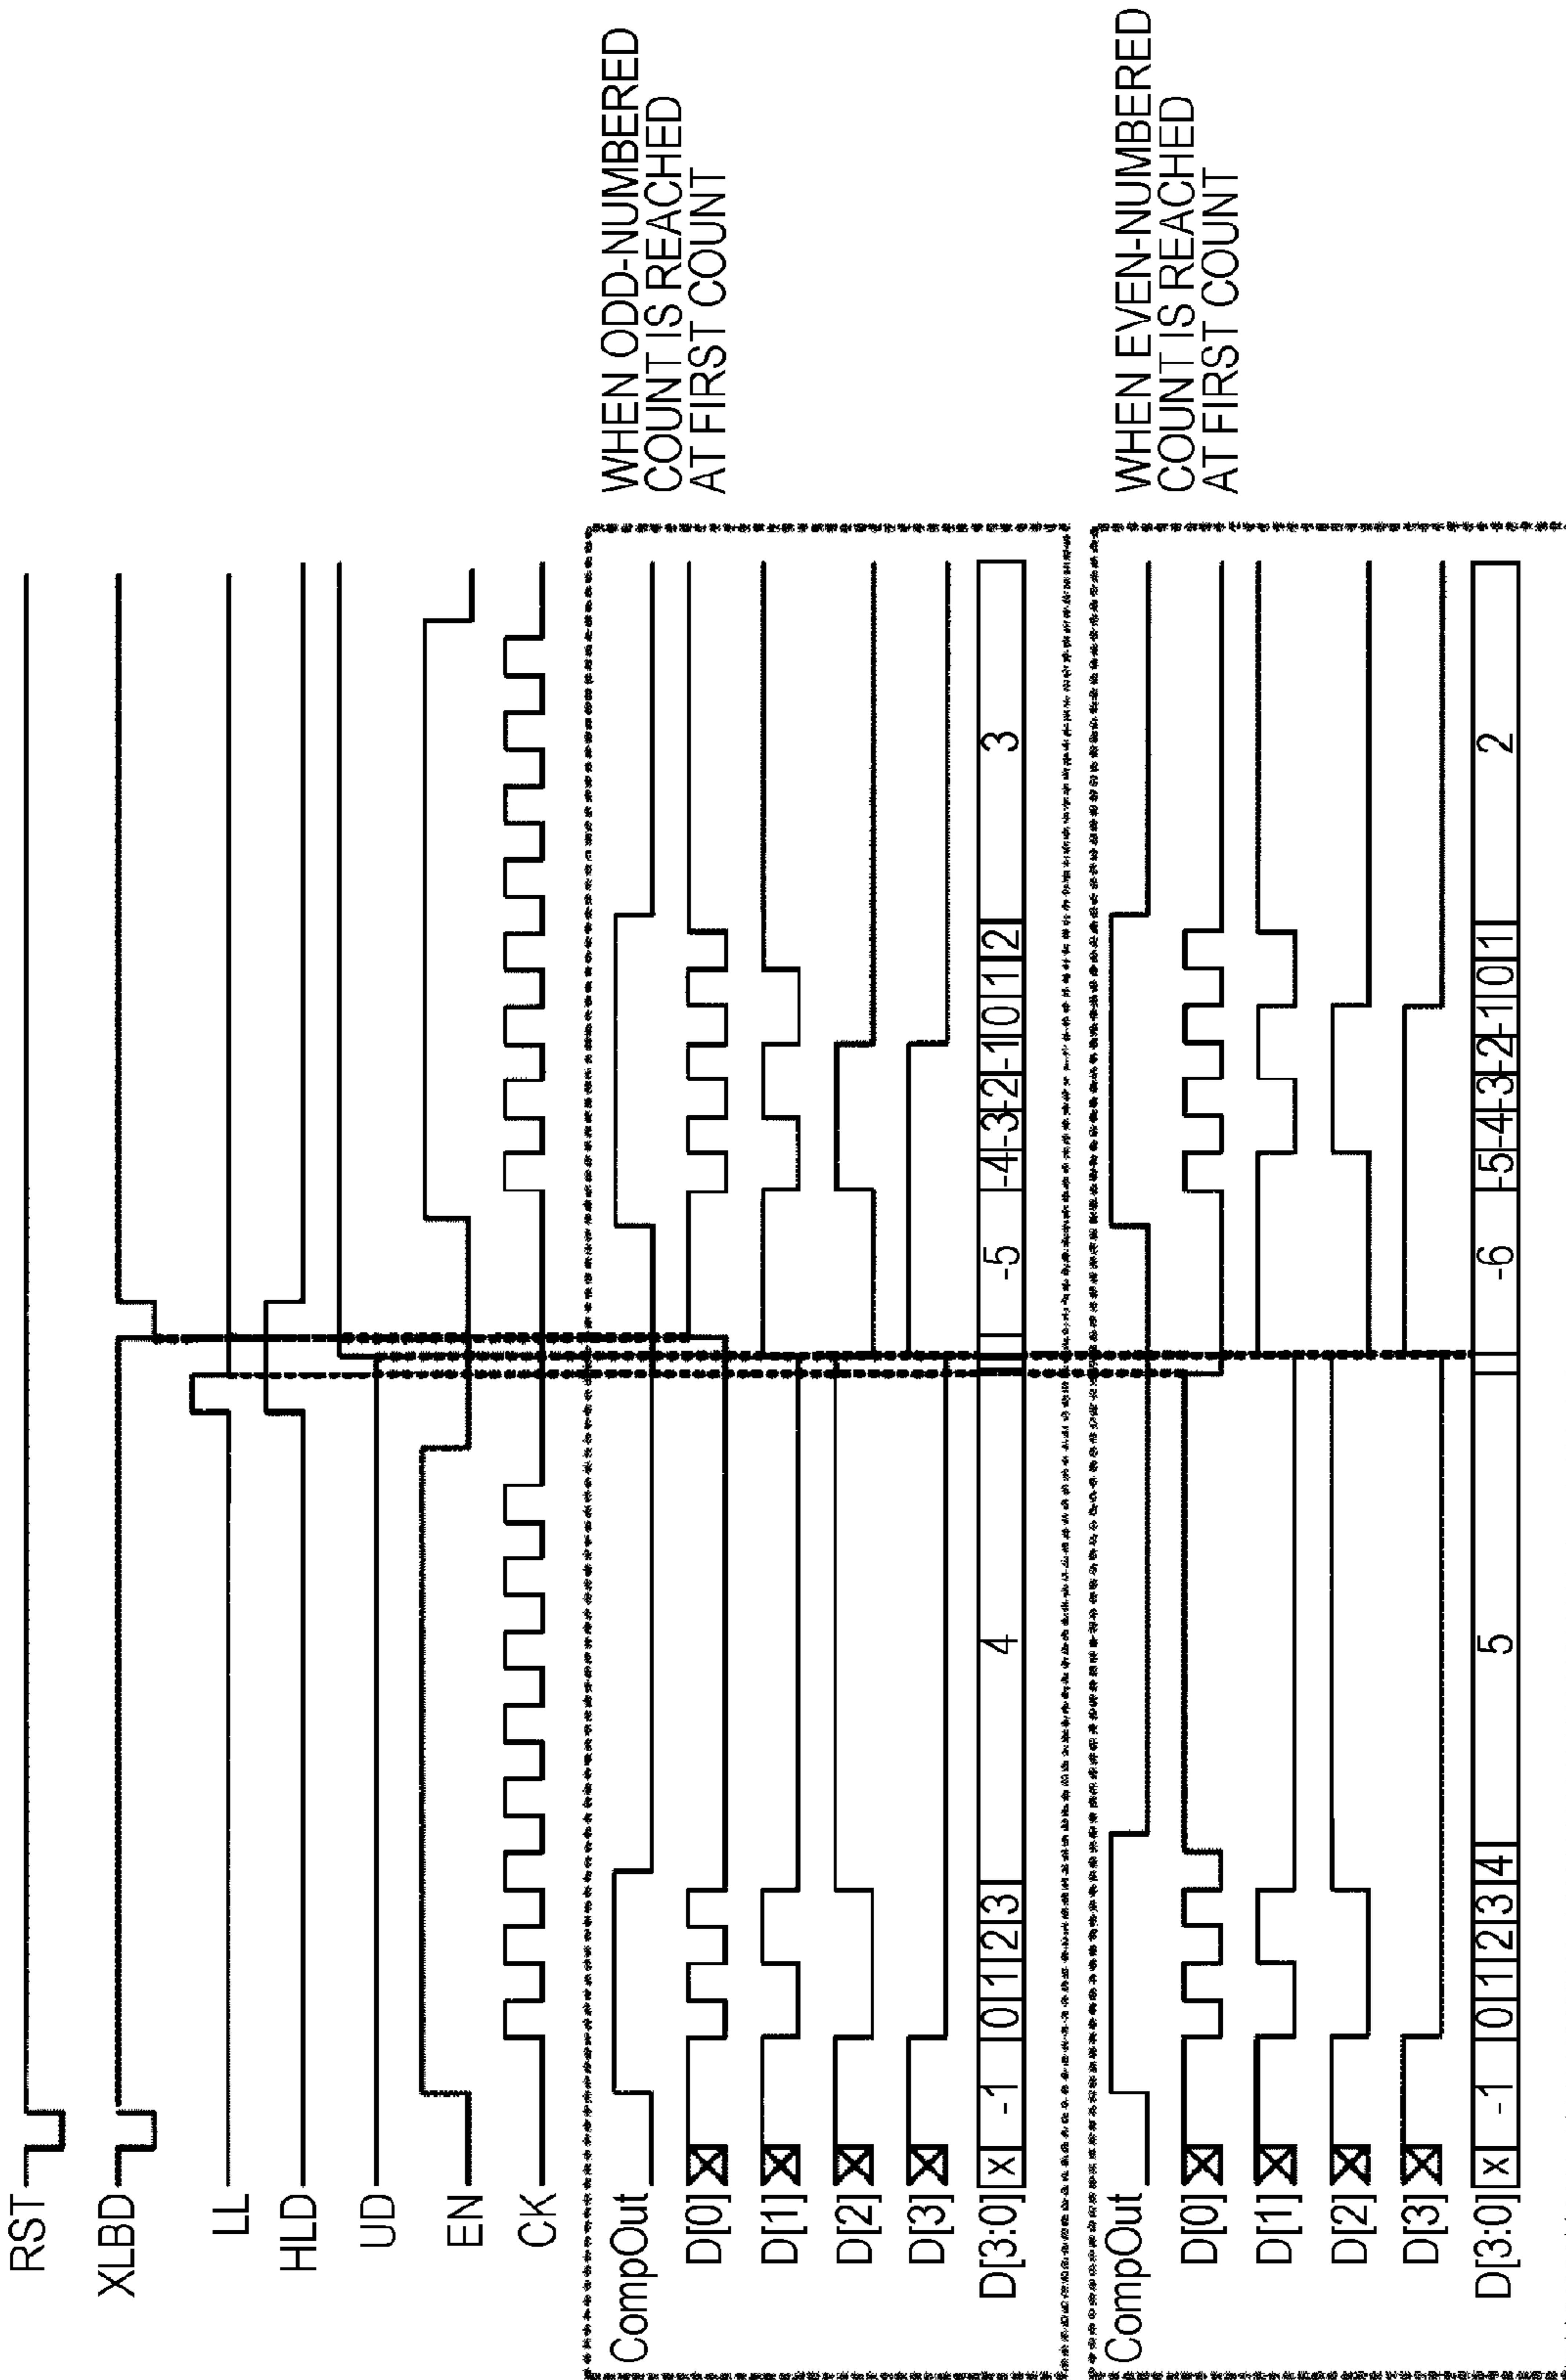 RST
XLBD
LL
HLD
UD
EN
CK
WHEN ODD-NUMBERED
COUNT IS REACHED
AT FIRST COUNT
CompOut
D[0]
D[1]
D[2]
D[3]
D[3:0] x -1 0 1 2 3 4 -5 -4 -3 -2 -1 0 1 2 3
WHEN EVEN-NUMBERED
COUNT IS REACHED
AT FIRST COUNT
CompOut
D[0]
D[1]
D[2]
D[3]
D[3:0] x -1 0 1 2 3 4 5 -6 -5 -4 -3 -2 -1 0 1 2